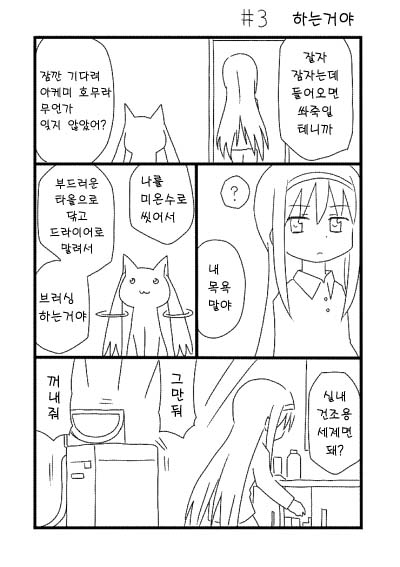 #3 하는거야
잘자
잠자는데
들어오면
쏴죽일
테니까
잠깐 기다려
아케미 호무라
무언가
잊지 않았어?
?
내
목욕
말야
나를
미온수로
씻어서
부드러운
타올으로
닦고
드라이어로
말려서
브러싱
하는거야
실내
건조용
세계면
돼?
그만둬
꺼내줘